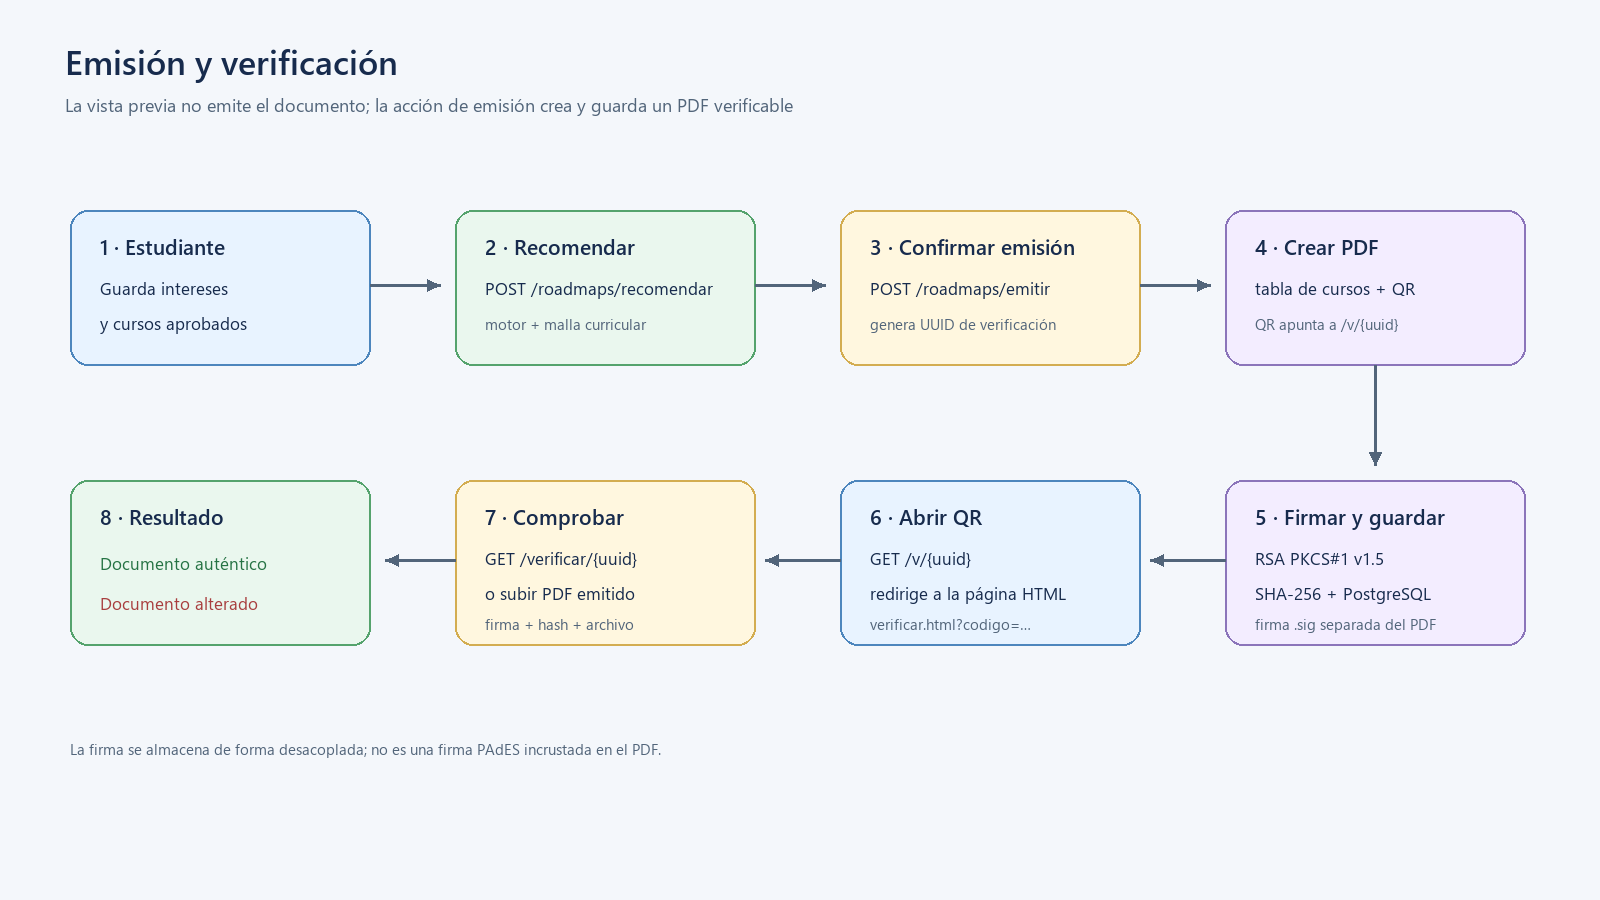 Emisión y verificación
La vista previa no emite el documento; la acción de emisión crea y guarda un PDF verificable
1 · Estudiante
Guarda intereses
y cursos aprobados
2 · Recomendar
POST /roadmaps/recomendar
motor + malla curricular
3 · Confirmar emisión
POST /roadmaps/emitir
genera UUID de verificación
4 · Crear PDF
tabla de cursos + QR
QR apunta a /v/{uuid}
5 · Firmar y guardar
RSA PKCS#1 v1.5
SHA-256 + PostgreSQL
firma .sig separada del PDF
6 · Abrir QR
GET /v/{uuid}
redirige a la página HTML
verificar.html?codigo=...
7 · Comprobar
GET /verificar/{uuid}
o subir PDF emitido
firma + hash + archivo
8 · Resultado
Documento auténtico
Documento alterado
La firma se almacena de forma desacoplada; no es una firma PAdES incrustada en el PDF.